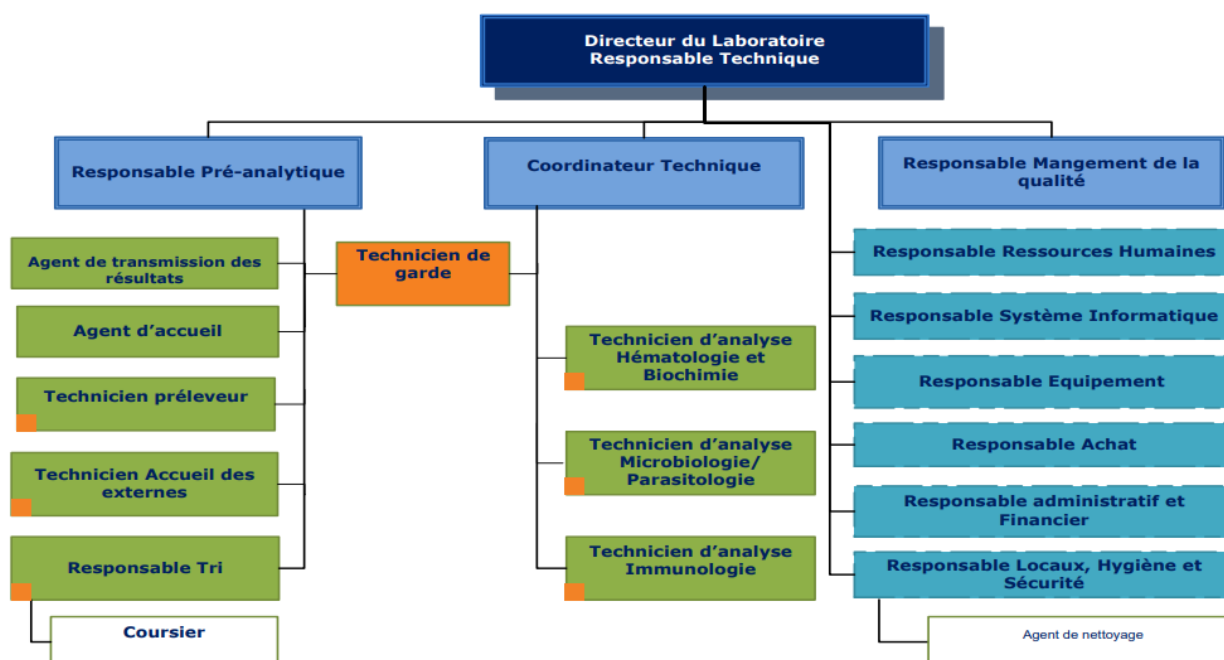 Directeur du Laboratoire
Responsable Technique
Responsable Pré-analytique
Coordinateur Technique
Responsable Mangement de la
qualité
Agent de transmission des
résultats
Agent d’accueil
Technicien préleveur
Technicien Accueil des
externes
Responsable Tri
Coursier
Technicien de
garde
Technicien d’analyse
Hématologie et
Biochimie
Technicien d’analyse
Microbiologie/
Parasitologie
Technicien d’analyse
Immunologie
Responsable Ressources Humaines
Responsable Système Informatique
Responsable Equipement
Responsable Achat
Responsable administratif et
Financier
Responsable Locaux, Hygiène et
Sécurité
Agent de nettoyage